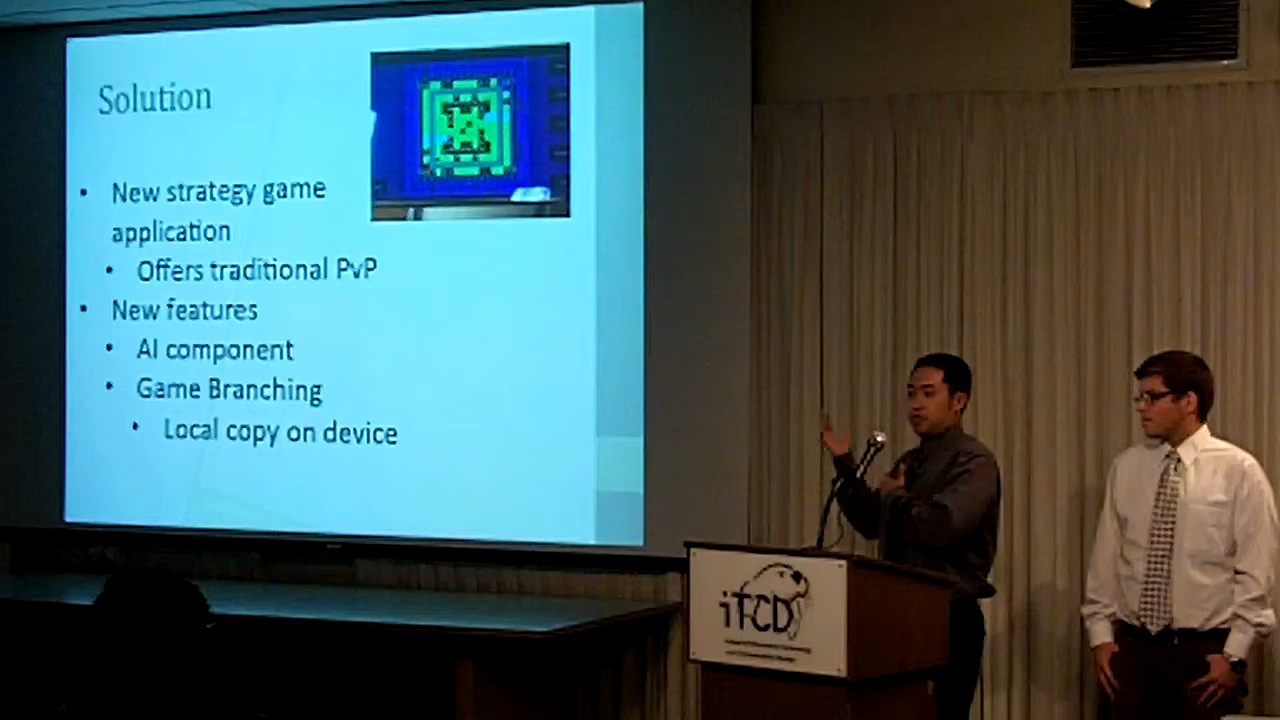 Solution
New strategy game
application
Offers traditional PvP
New features
AI component
Game Branching
Local copy on device
iTCD